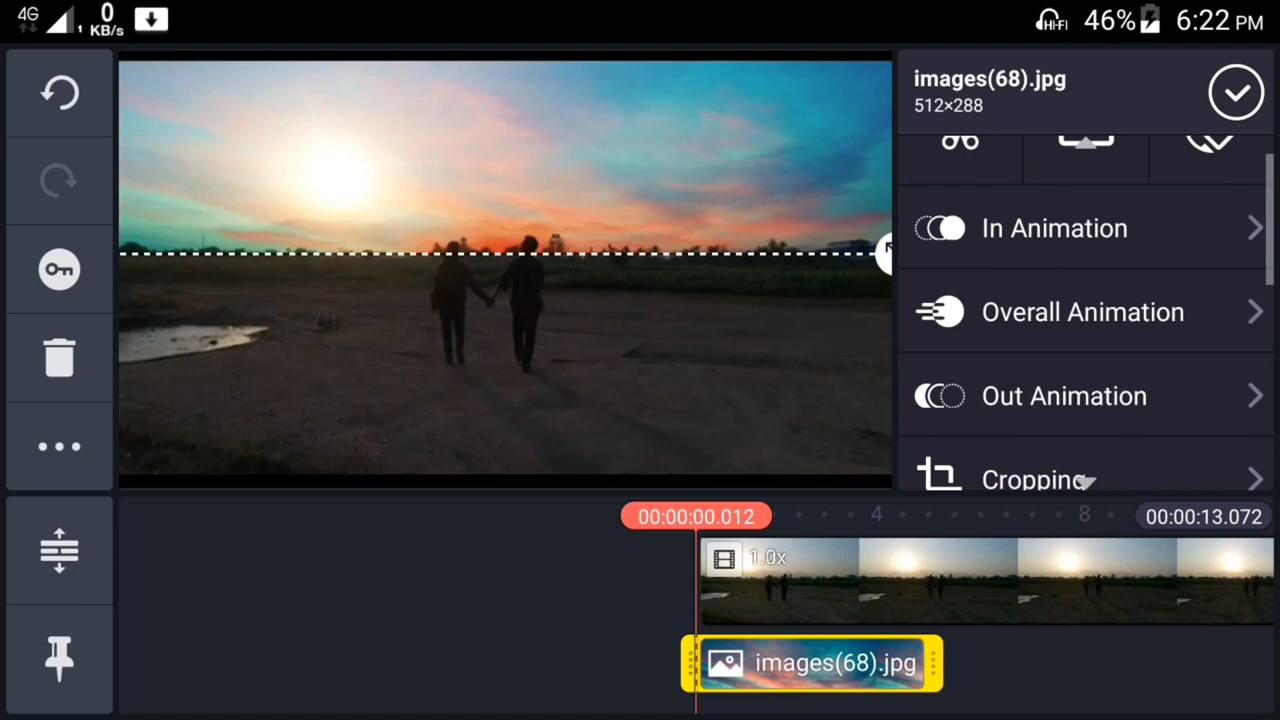 4G
1
0
KB/s
HI-FI
46%
6:22 PM
images(68).jpg
512×288
In Animation
Overall Animation
Out Animation
Cropping
00:00:00.012
4
8
00:00:13.072
1.0x
images(68).jpg